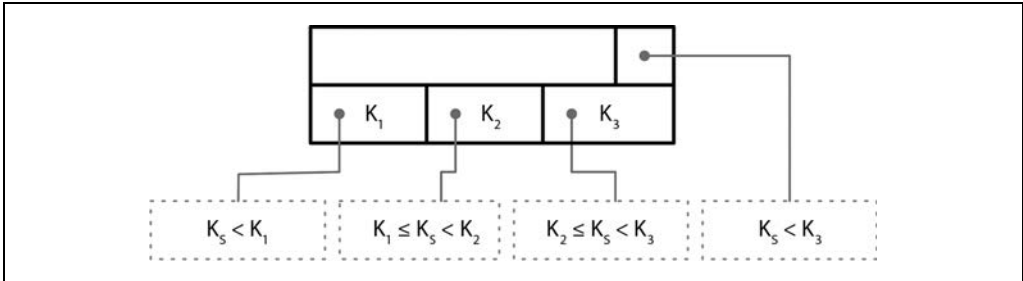 K₁ K₂ K₃
Kₛ < K₁ K₁ ≤ Kₛ < K₂ K₂ ≤ Kₛ < K₃ Kₛ < K₃